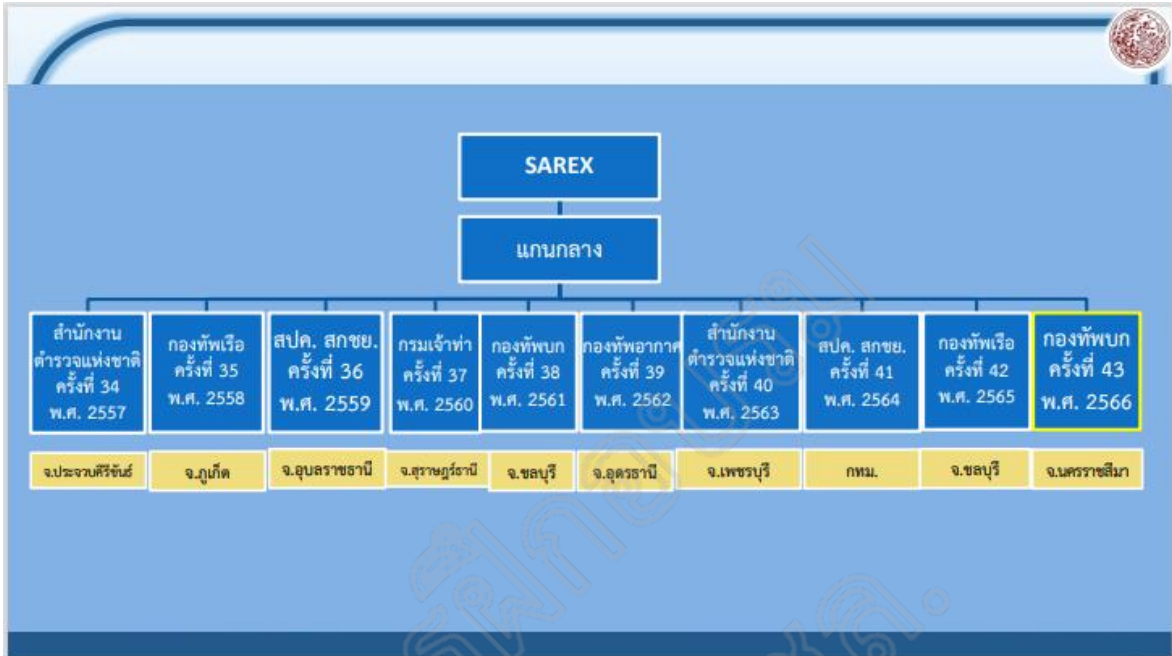 SAREX
แกนกลาง
สำนักงาน
ตำรวจแห่งชาติ
ครั้งที่ 34
พ.ศ. 2557
กองทัพเรือ
ครั้งที่ 35
พ.ศ. 2558
สปค. สกชย.
ครั้งที่ 36
พ.ศ. 2559
กรมเจ้าท่า
ครั้งที่ 37
พ.ศ. 2560
กองทัพบก
ครั้งที่ 38
พ.ศ. 2561
กองทัพอากาศ
ครั้งที่ 39
พ.ศ. 2562
สำนักงาน
ตำรวจแห่งชาติ
ครั้งที่ 40
พ.ศ. 2563
สปค. สกชย.
ครั้งที่ 41
พ.ศ. 2564
กองทัพเรือ
ครั้งที่ 42
พ.ศ. 2565
กองทัพบก
ครั้งที่ 43
พ.ศ. 2566
จ.ประจวบคีรีขันธ์
จ.ภูเก็ต
จ.อุบลราชธานี
จ.สุราษฎร์ธานี
จ.ชลบุรี
จ.อุดรธานี
จ.เพชรบุรี
กทม.
จ.ชลบุรี
จ.นครราชสีมา